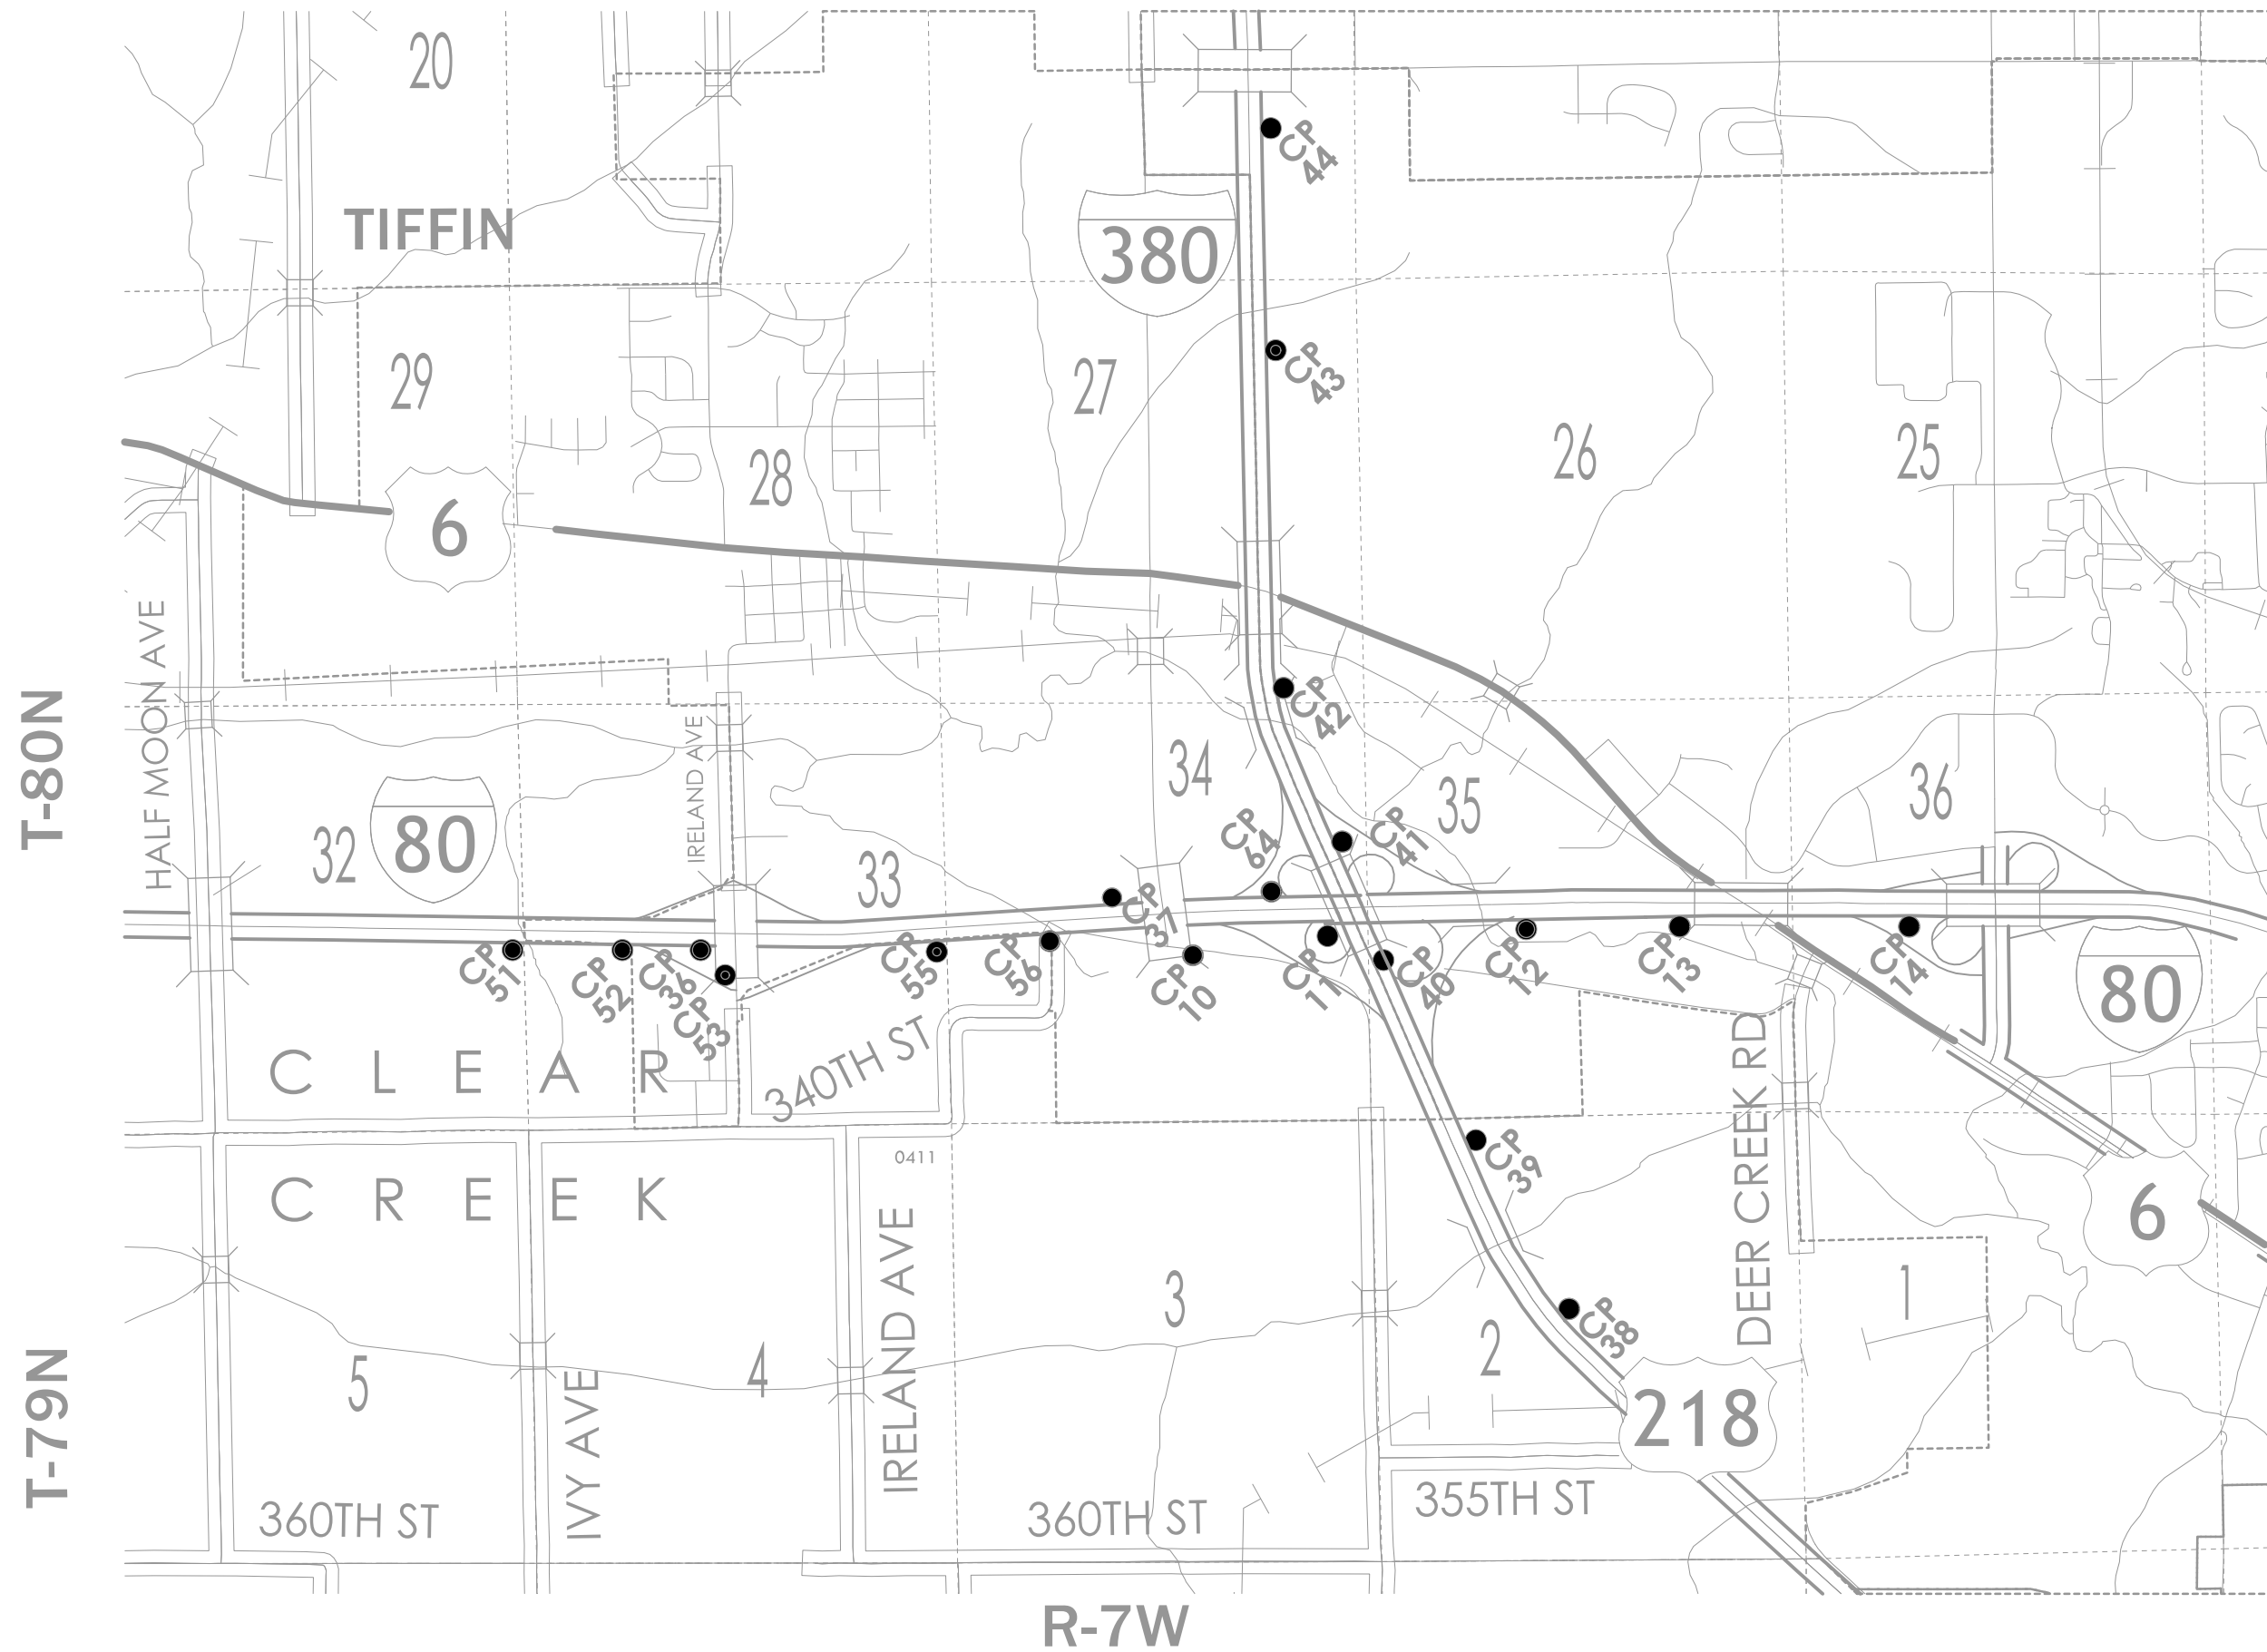 20
CP
44
TIFFIN
380
29
27
CP
43
26
25
28
6
HALF MOON AVE
T-80N
IRELAND AVE
CP
42
34
35
36
80
32
33
CP
64
CP
41
CP
37
CP
51
CP
52
CP
36
CP
53
CP
55
CP
56
CP
10
CP
11
CP
40
CP
12
CP
13
CP
14
80
CLEAR
340TH ST
DEER CREEK RD
CREEK
0411
CP
39
6
IRELAND AVE
3
1
CP
38
2
T-79N
5
4
IVY AVE
218
360TH ST
360TH ST
355TH ST
R-7W